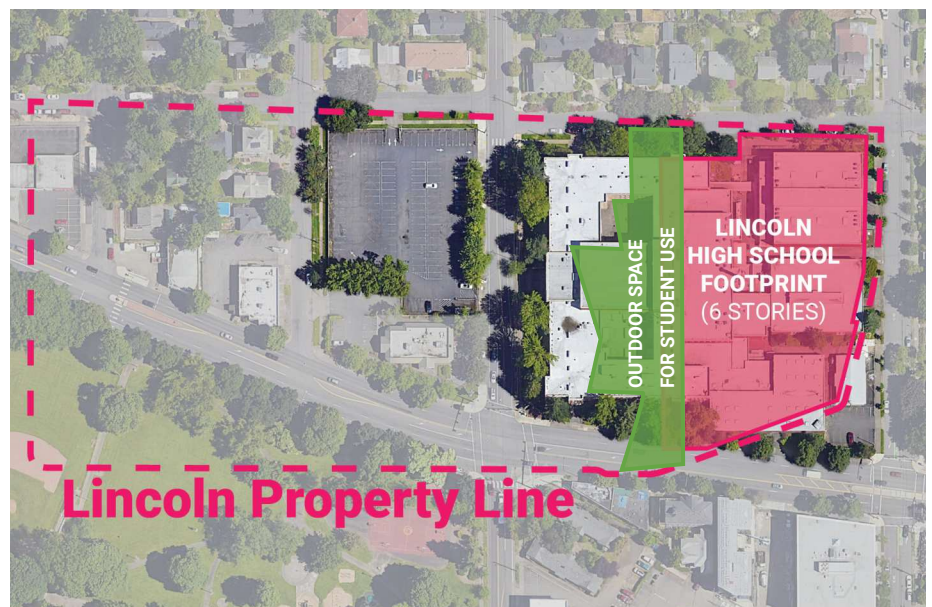 LINCOLN
HIGH SCHOOL
FOOTPRINT
(6 STORIES)
OUTDOOR SPACE
FOR STUDENT USE
Lincoln Property Line